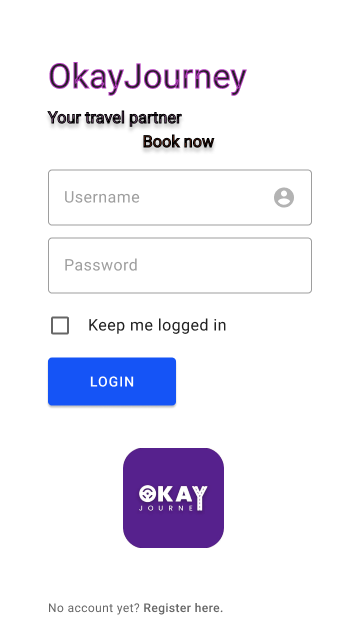 OkayJourney
Your travel partner
Book now
Username
Password
Keep me logged in
LOGIN
OKAY
JOURNEY
No account yet? Register here.